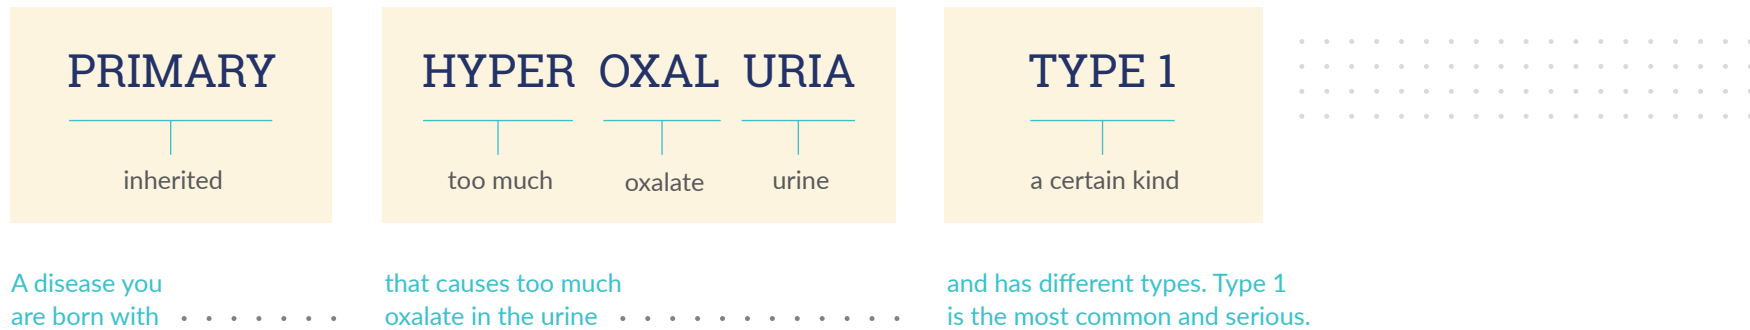 PRIMARY
inherited
HYPER OXAL URIA
too much oxalate urine
TYPE 1
a certain kind
A disease you
are born with
that causes too much
oxalate in the urine
and has different types. Type 1
is the most common and serious.